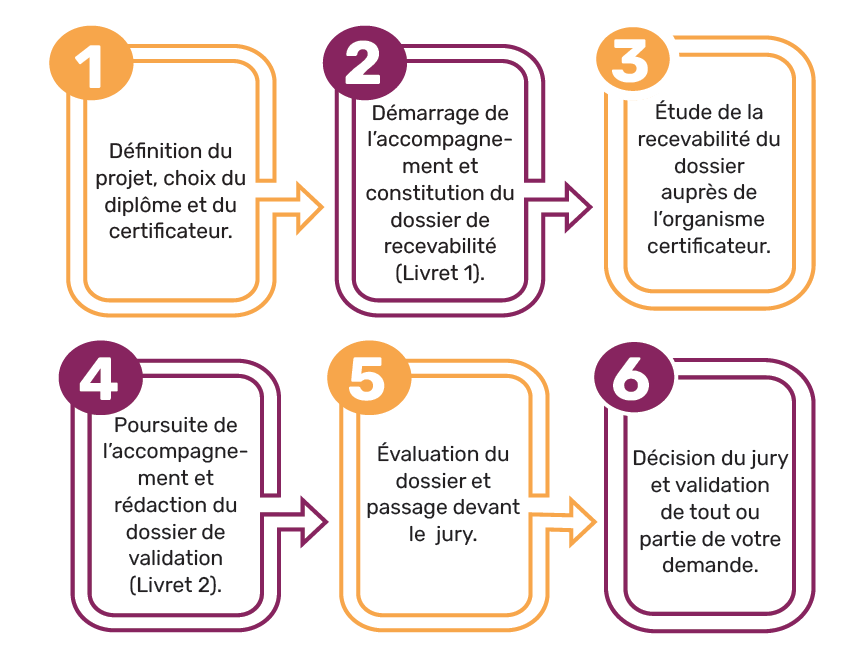 1
Définition du
projet, choix du
diplôme et du
certificateur.
2
Démarrage de
l'accompagne-
ment et
constitution du
dossier de
recevabilité
(Livret 1).
3
Étude de la
recevabilité du
dossier
auprès de
l'organisme
certificateur.
4
Poursuite de
l'accompagne-
ment et
rédaction du
dossier de
validation
(Livret 2).
5
Évaluation du
dossier et
passage devant
le jury.
6
Décision du jury
et validation
de tout ou
partie de votre
demande.